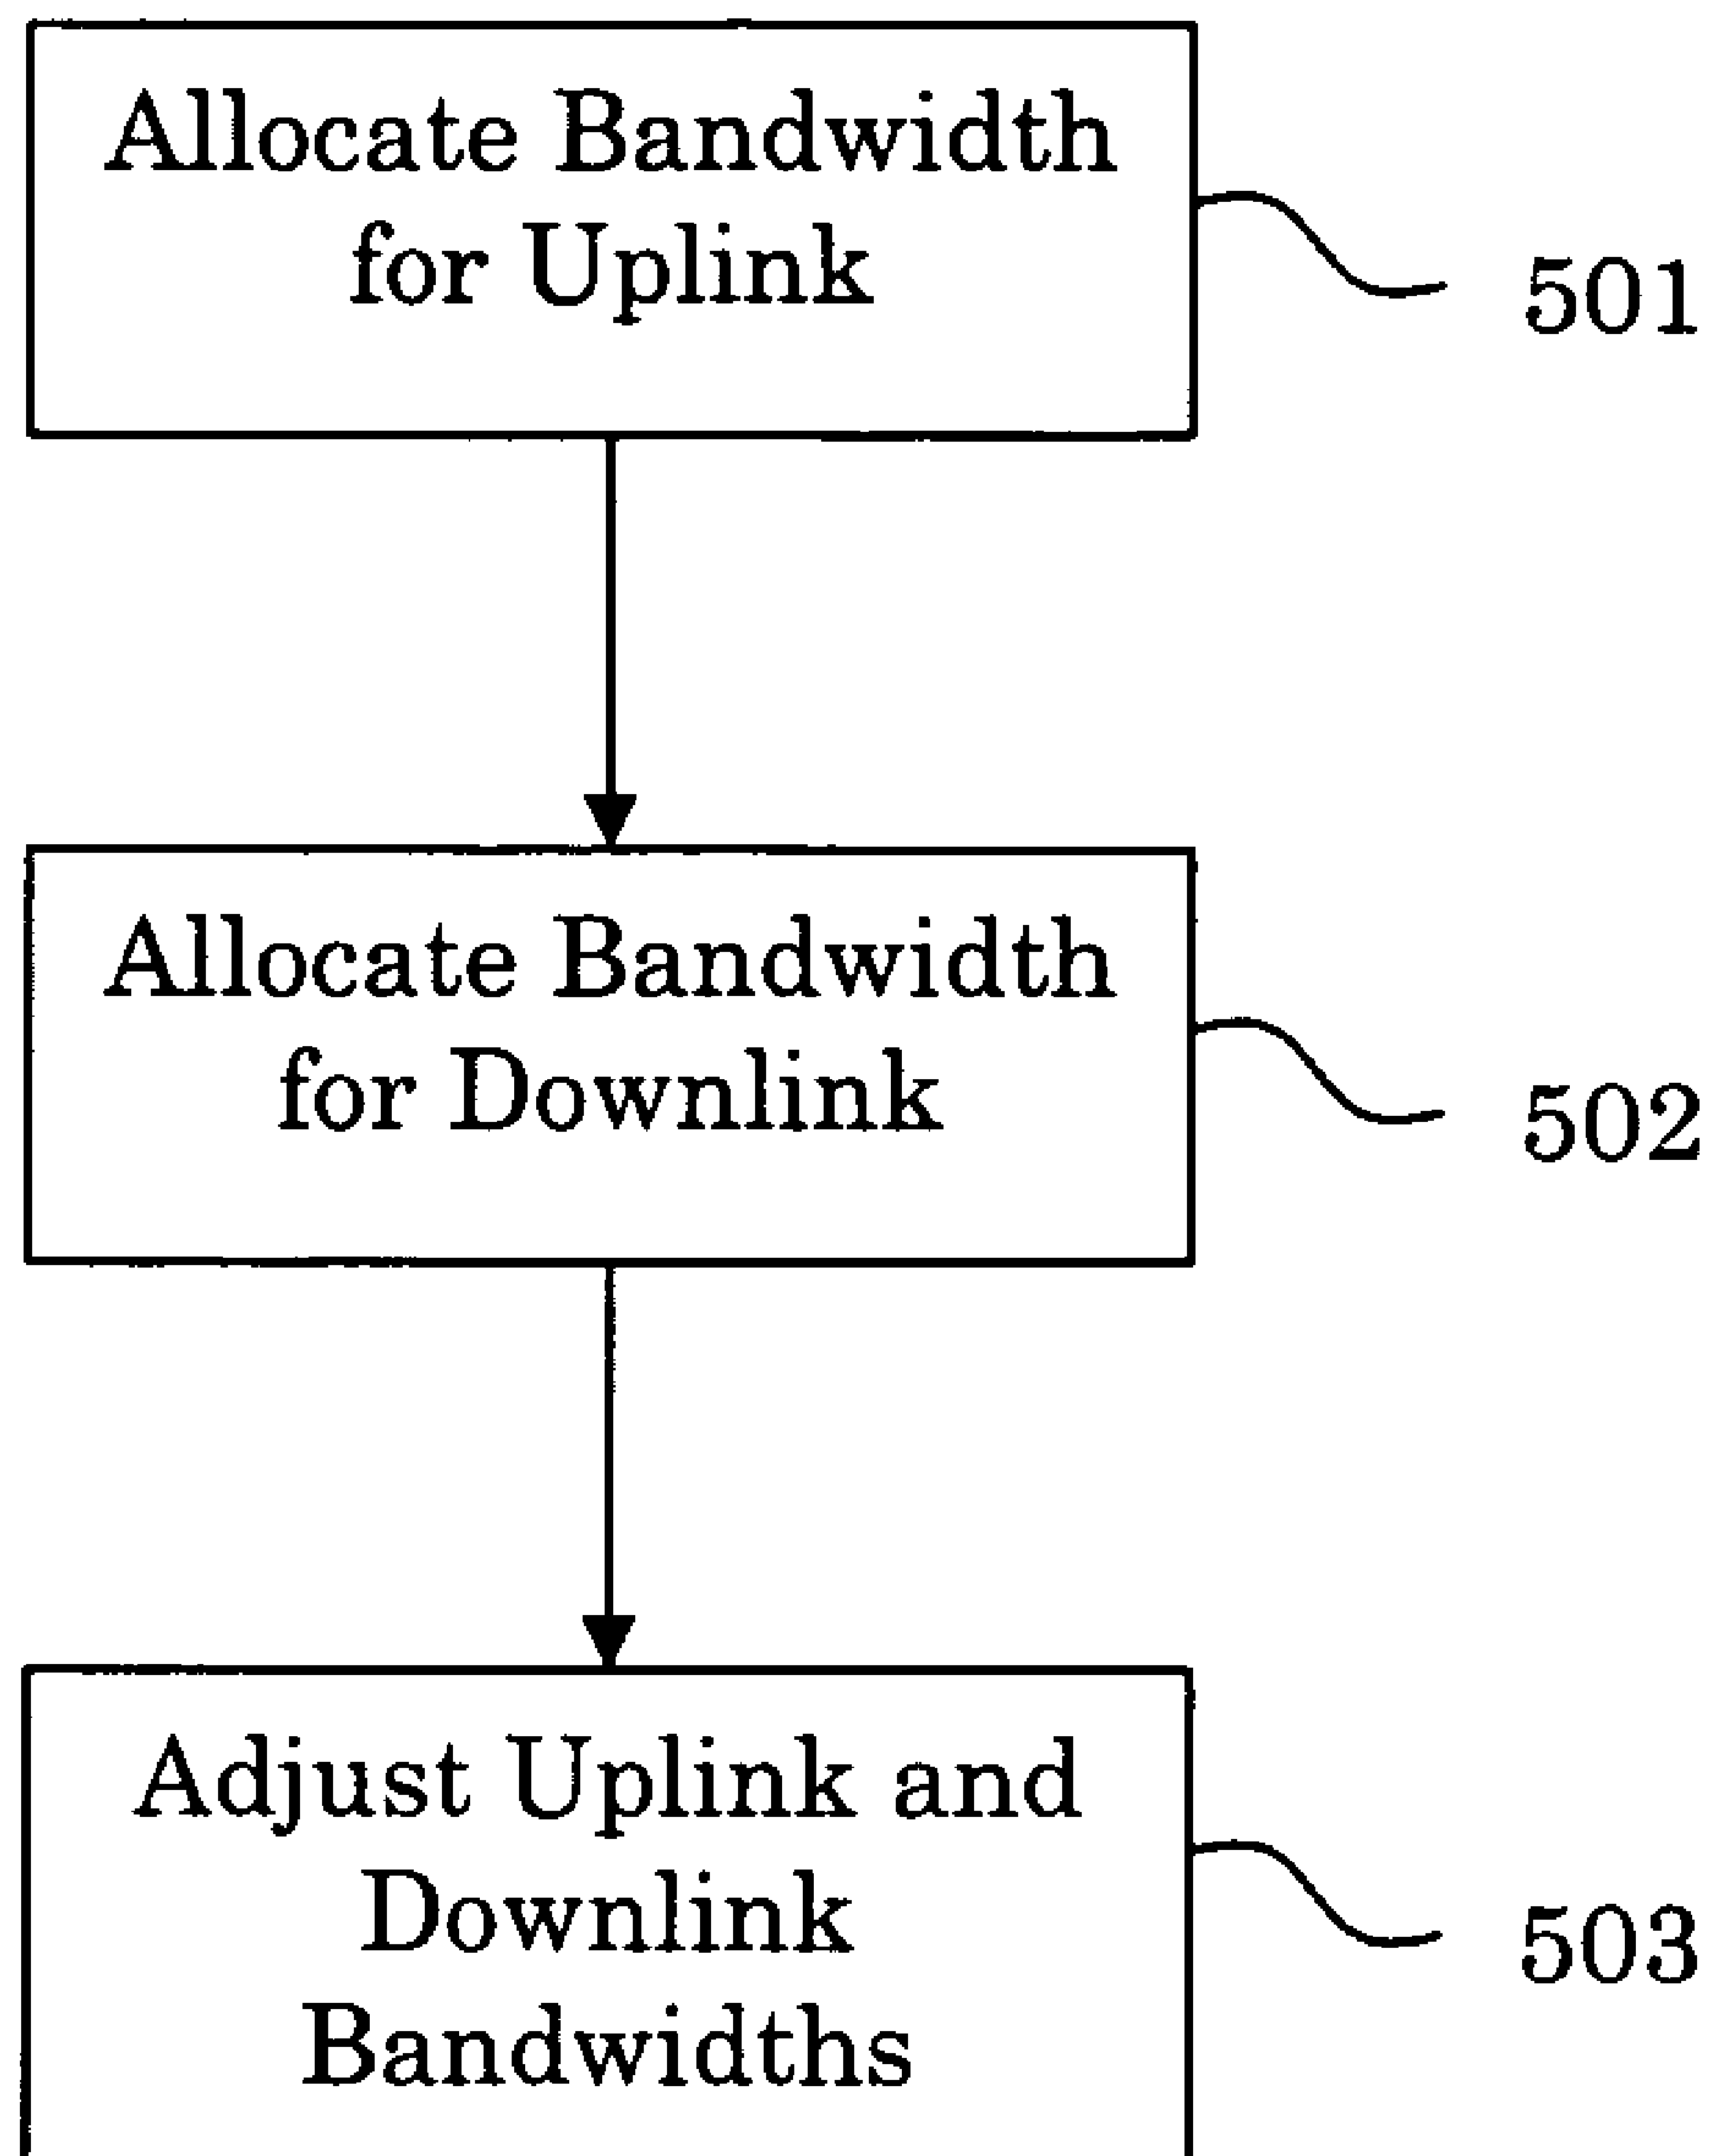 Allocate Bandwidth
for Uplink
501
Allocate Bandwidth
for Downlink
502
Adjust Uplink and
Downlink
Bandwidths
503